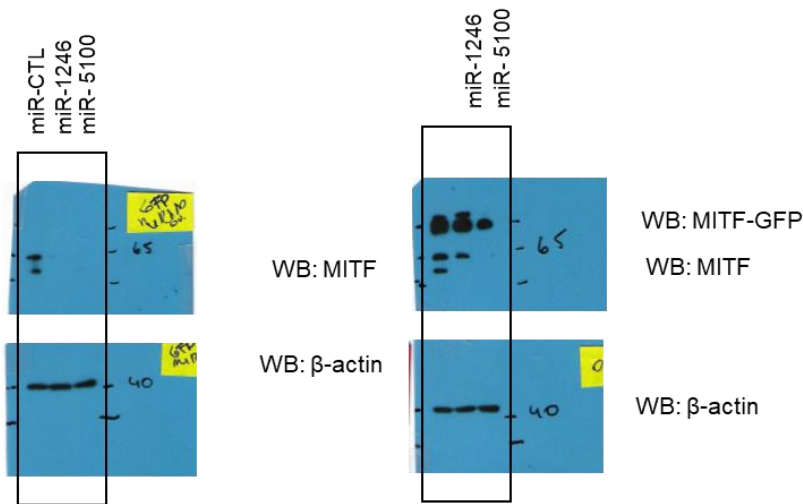 miR-CTL
miR-1246
miR- 5100
miR-1246
miR- 5100
GFP
65
WB: MITF
65
WB: MITF-GFP
WB: MITF
40
WB: β-actin
40
WB: β-actin